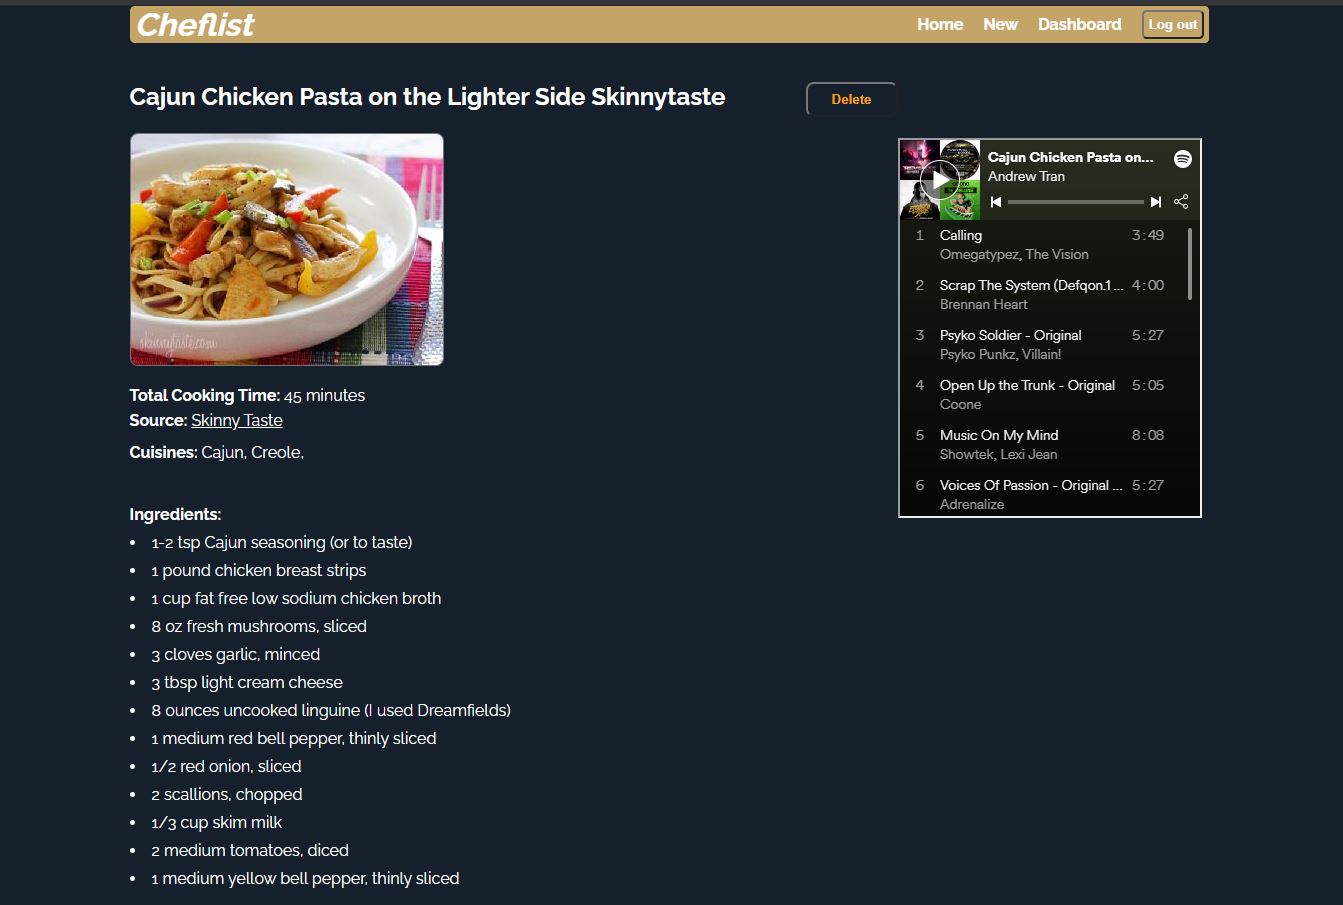 Cheflist
Home New Dashboard Log out
Cajun Chicken Pasta on the Lighter Side Skinnytaste
Delete
skinnytaste.com
Total Cooking Time: 45 minutes
Source: Skinny Taste
Cuisines: Cajun, Creole,
Ingredients:
• 1-2 tsp Cajun seasoning (or to taste)
• 1 pound chicken breast strips
• 1 cup fat free low sodium chicken broth
• 8 oz fresh mushrooms, sliced
• 3 cloves garlic, minced
• 3 tbsp light cream cheese
• 8 ounces uncooked linguine (I used Dreamfields)
• 1 medium red bell pepper, thinly sliced
• 1/2 red onion, sliced
• 2 scallions, chopped
• 1/3 cup skim milk
• 2 medium tomatoes, diced
• 1 medium yellow bell pepper, thinly sliced
Cajun Chicken Pasta on...
Andrew Tran
1 Calling 3:49
Omegatypez, The Vision
2 Scrap The System (Defqon.1 ... 4:00
Brennan Heart
3 Psyko Soldier - Original 5:27
Psyko Punkz, Villain!
4 Open Up the Trunk - Original 5:05
Coone
5 Music On My Mind 8:08
Showtek, Lexi Jean
6 Voices Of Passion - Original ... 5:27
Adrenalize